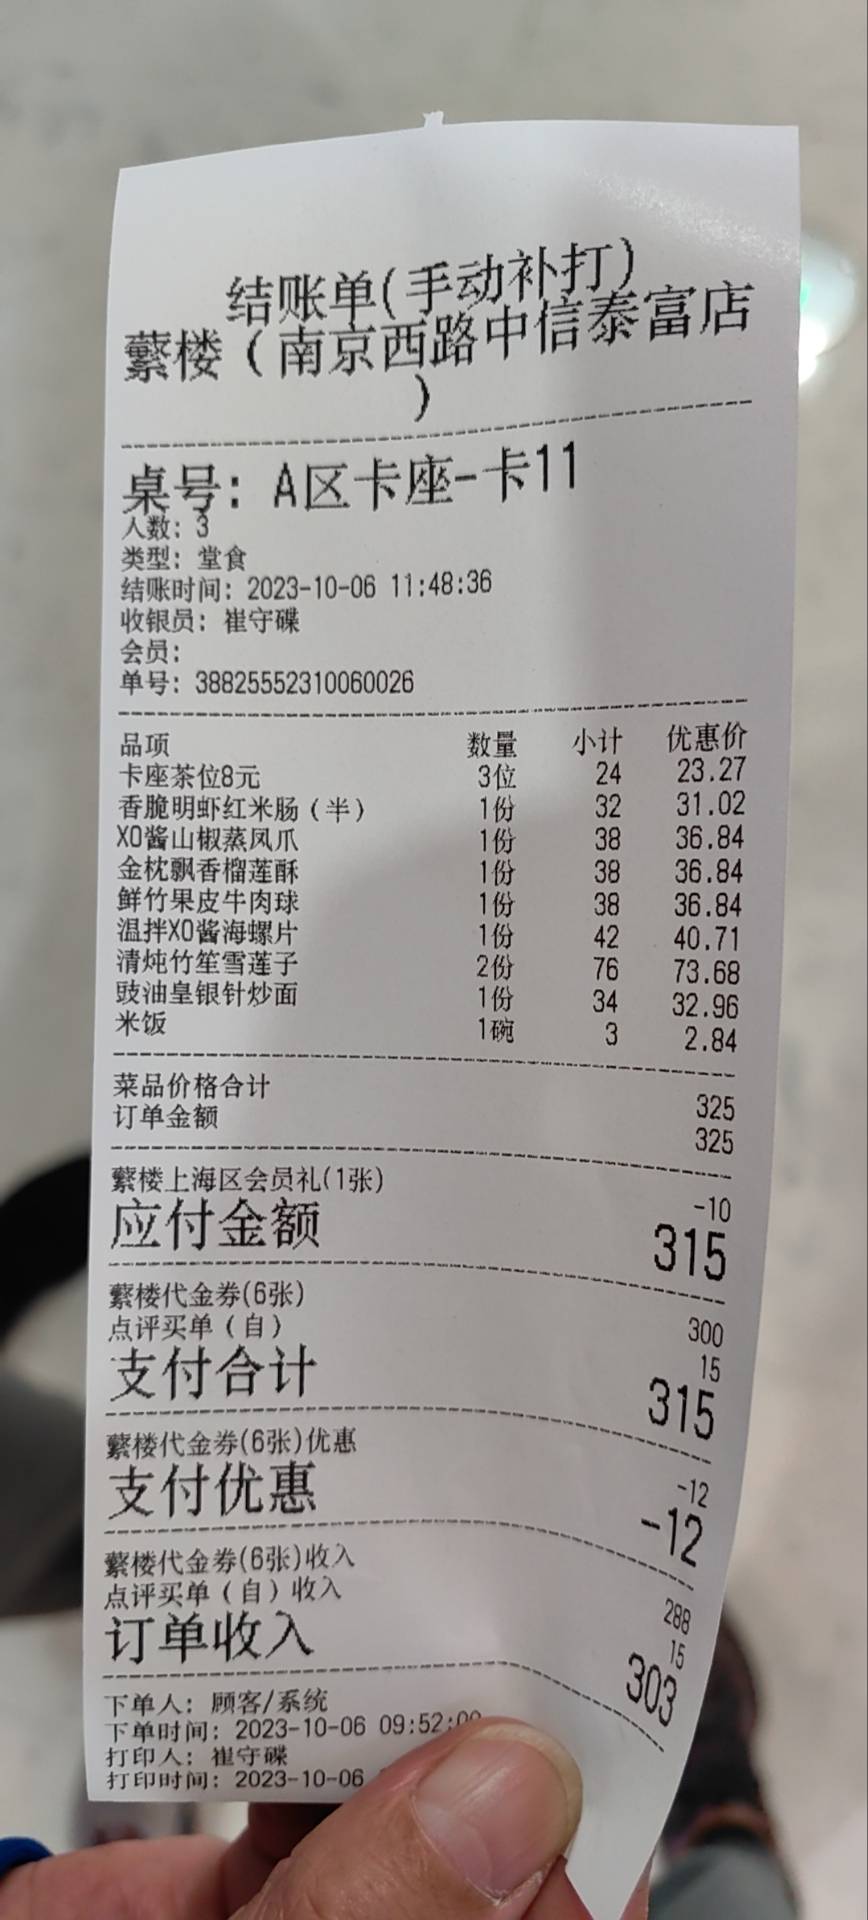 结账单(手动补打)
蘩楼（南京西路中信泰富店
）
桌号: A区卡座-卡11
人数: 3
类型: 堂食
结账时间: 2023-10-06 11:48:36
收银员: 崔守碟
会员:
单号: 38825552310060026
品项 数量 小计 优惠价
卡座茶位8元 3位 24 23.27
香脆明虾红米肠（半） 1份 32 31.02
XO酱山椒蒸凤爪 1份 38 36.84
金枕飘香榴莲酥 1份 38 36.84
鲜竹果皮牛肉球 1份 38 36.84
温拌XO酱海螺片 1份 42 40.71
清炖竹笙雪莲子 2份 76 73.68
豉油皇银针炒面 1份 34 32.96
米饭 1碗 3 2.84
菜品价格合计 325
订单金额 325
蘩楼上海区会员礼(1张) -10
应付金额 315
蘩楼代金券(6张) 300
点评买单（自） 15
支付合计 315
蘩楼代金券(6张)优惠 -12
支付优惠 -12
蘩楼代金券(6张)收入 288
点评买单（自）收入 15
订单收入 303
下单人: 顾客/系统
下单时间: 2023-10-06 09:52:00
打印人: 崔守碟
打印时间: 2023-10-06